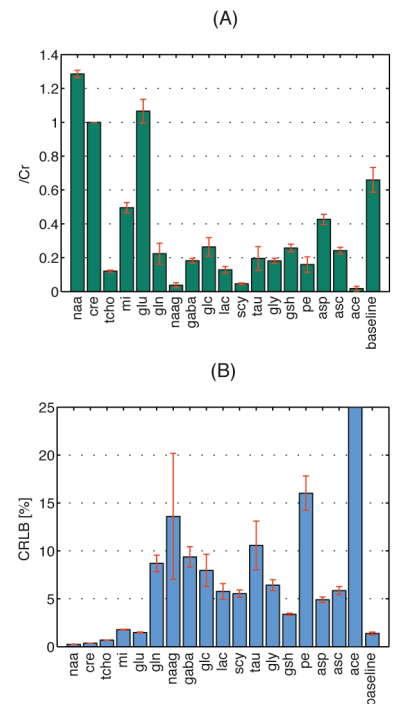 (A)
1.4
1.2
1
0.8
0.6
0.4
0.2
0
/Cr
naa
cre
tcho
mi
glu
gln
naag
gaba
glc
lac
scy
tau
gly
gsh
pe
asp
asc
ace
baseline
(B)
25
20
15
10
5
0
CRLB [%]
naa
cre
tcho
mi
glu
gln
naag
gaba
glc
lac
scy
tau
gly
gsh
pe
asp
asc
ace
baseline